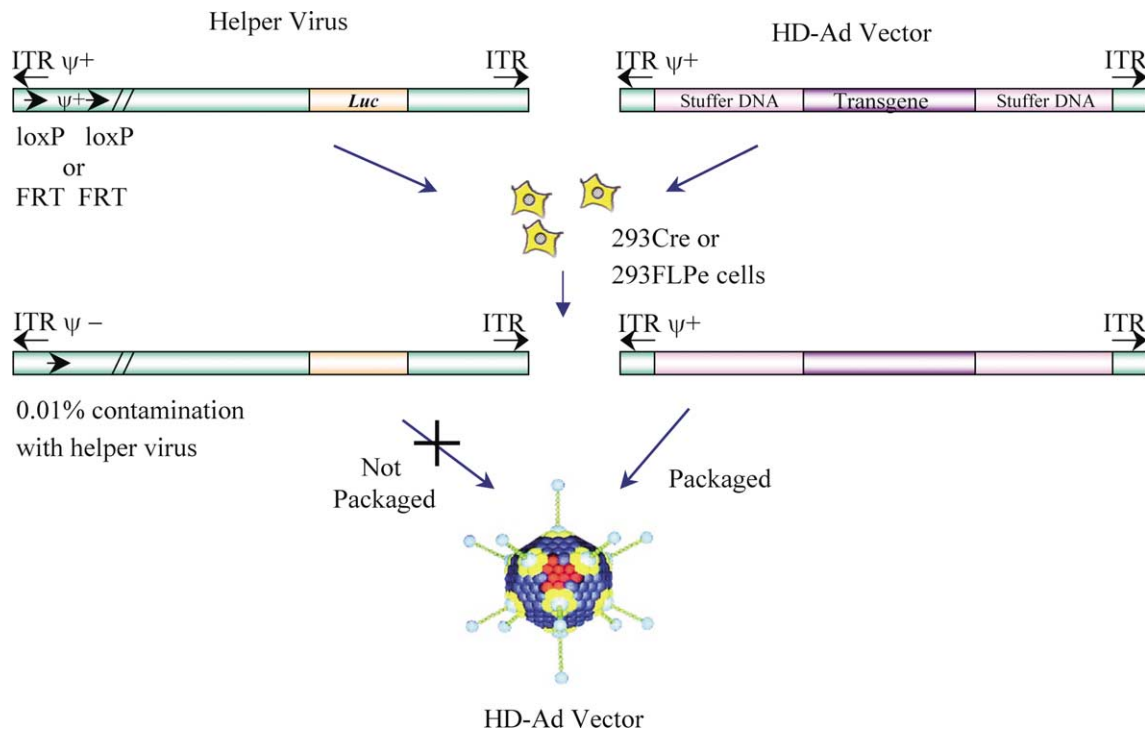 Helper Virus
HD-Ad Vector
ITR ψ+
ITR
ITR ψ+
ITR
ψ+
Luc
Stuffer DNA
Transgene
Stuffer DNA
loxP loxP
or
FRT FRT
293Cre or
293FLPe cells
ITR ψ −
ITR
ITR ψ+
ITR
0.01% contamination
with helper virus
Not
Packaged
Packaged
HD-Ad Vector